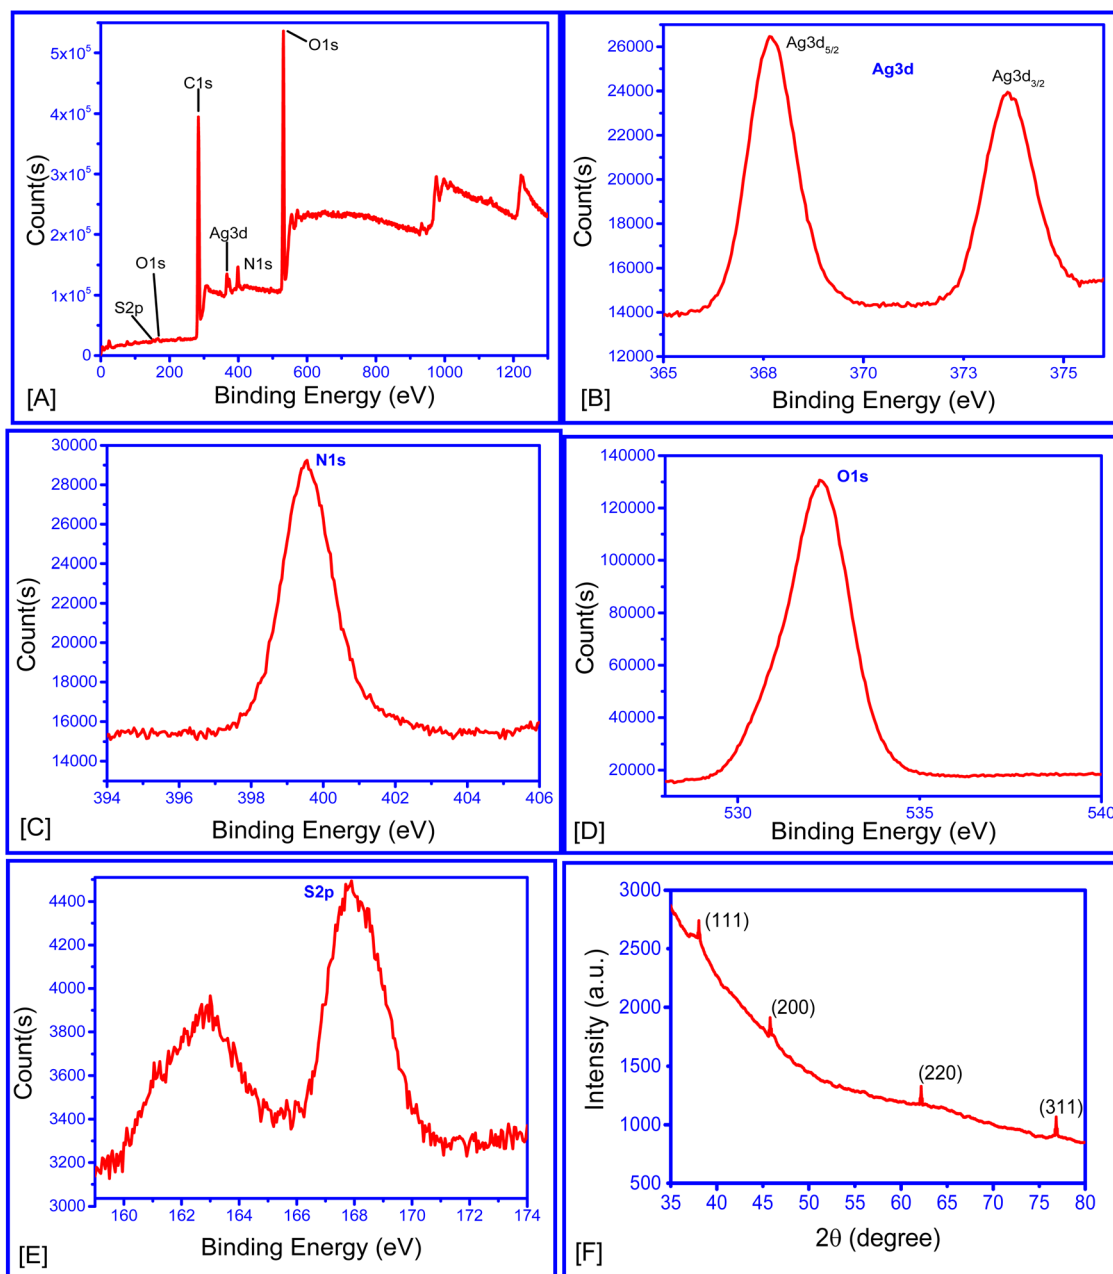 5x10⁵
4x10⁵
3x10⁵
2x10⁵
1x10⁵
0
Count(s)
O1s
C1s
Ag3d
N1s
O1s
S2p
0 200 400 600 800 1000 1200
Binding Energy (eV)
[A]
26000
24000
22000
20000
18000
16000
14000
12000
Count(s)
Ag3d5/2
Ag3d
Ag3d3/2
365 368 370 373 375
Binding Energy (eV)
[B]
30000
28000
26000
24000
22000
20000
18000
16000
14000
Count(s)
N1s
394 396 398 400 402 404 406
Binding Energy (eV)
[C]
140000
120000
100000
80000
60000
40000
20000
Count(s)
O1s
530 535 540
Binding Energy (eV)
[D]
4400
4200
4000
3800
3600
3400
3200
3000
Count(s)
S2p
160 162 164 166 168 170 172 174
Binding Energy (eV)
[E]
3000
2500
2000
1500
1000
500
Intensity (a.u.)
(111)
(200)
(220)
(311)
35 40 45 50 55 60 65 70 75 80
2θ (degree)
[F]